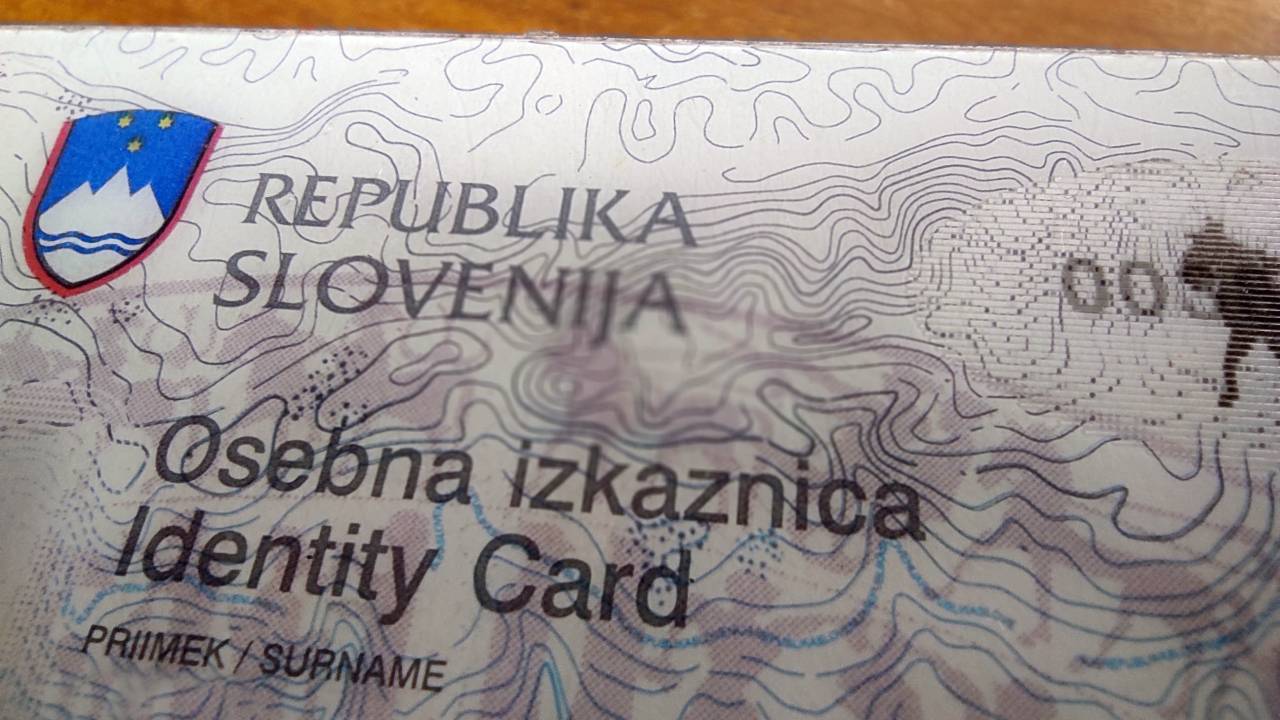 REPUBLIKA
SLOVENIJA
Osebna izkaznica
Identity Card
PRIIMEK / SURNAME